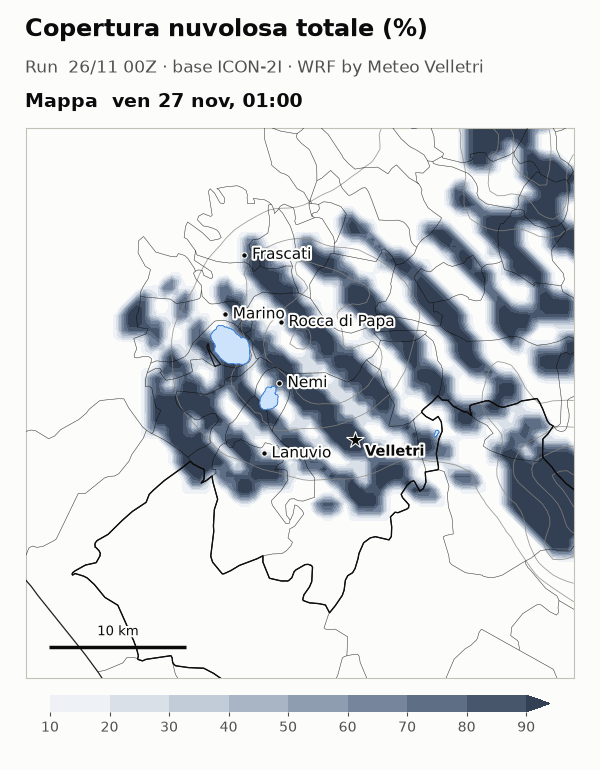 Copertura nuvolosa totale (%)
Run  26/11 00Z · base ICON-2I · WRF by Meteo Velletri
Mappa  ven 27 nov, 01:00
Frascati
Marino
Rocca di Papa
Nemi
Velletri
Lanuvio
10 km
10 20 30 40 50 60 70 80 90